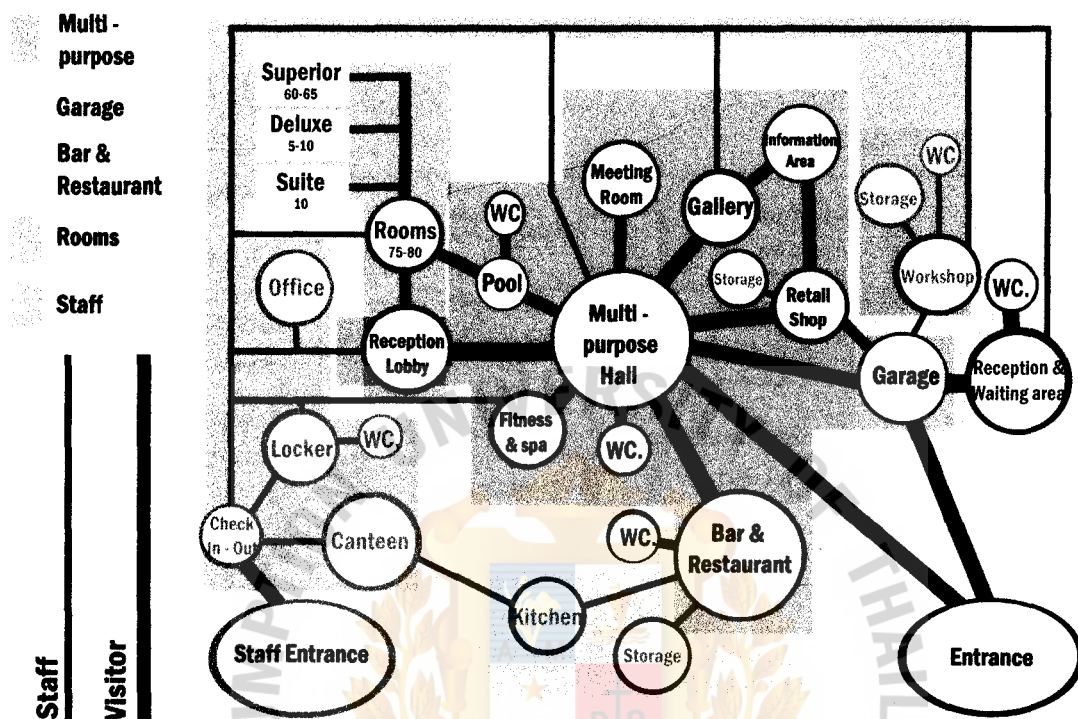 Multi -
purpose
Garage
Bar &
Restaurant
Rooms
Staff
Staff
Visitor
Superior
60-65
Deluxe
5-10
Suite
10
Rooms
75-80
Office
Reception
Lobby
WC
Pool
Meeting
Room
Gallery
Information
Area
Storage
Retail
Shop
Multi -
purpose
Hall
Storage
WC
Workshop
WC.
Garage
Reception &
Waiting area
Fitness
& spa
WC.
Locker
WC.
Check
In - Out
Canteen
Kitchen
WC.
Bar &
Restaurant
Storage
Staff Entrance
Entrance